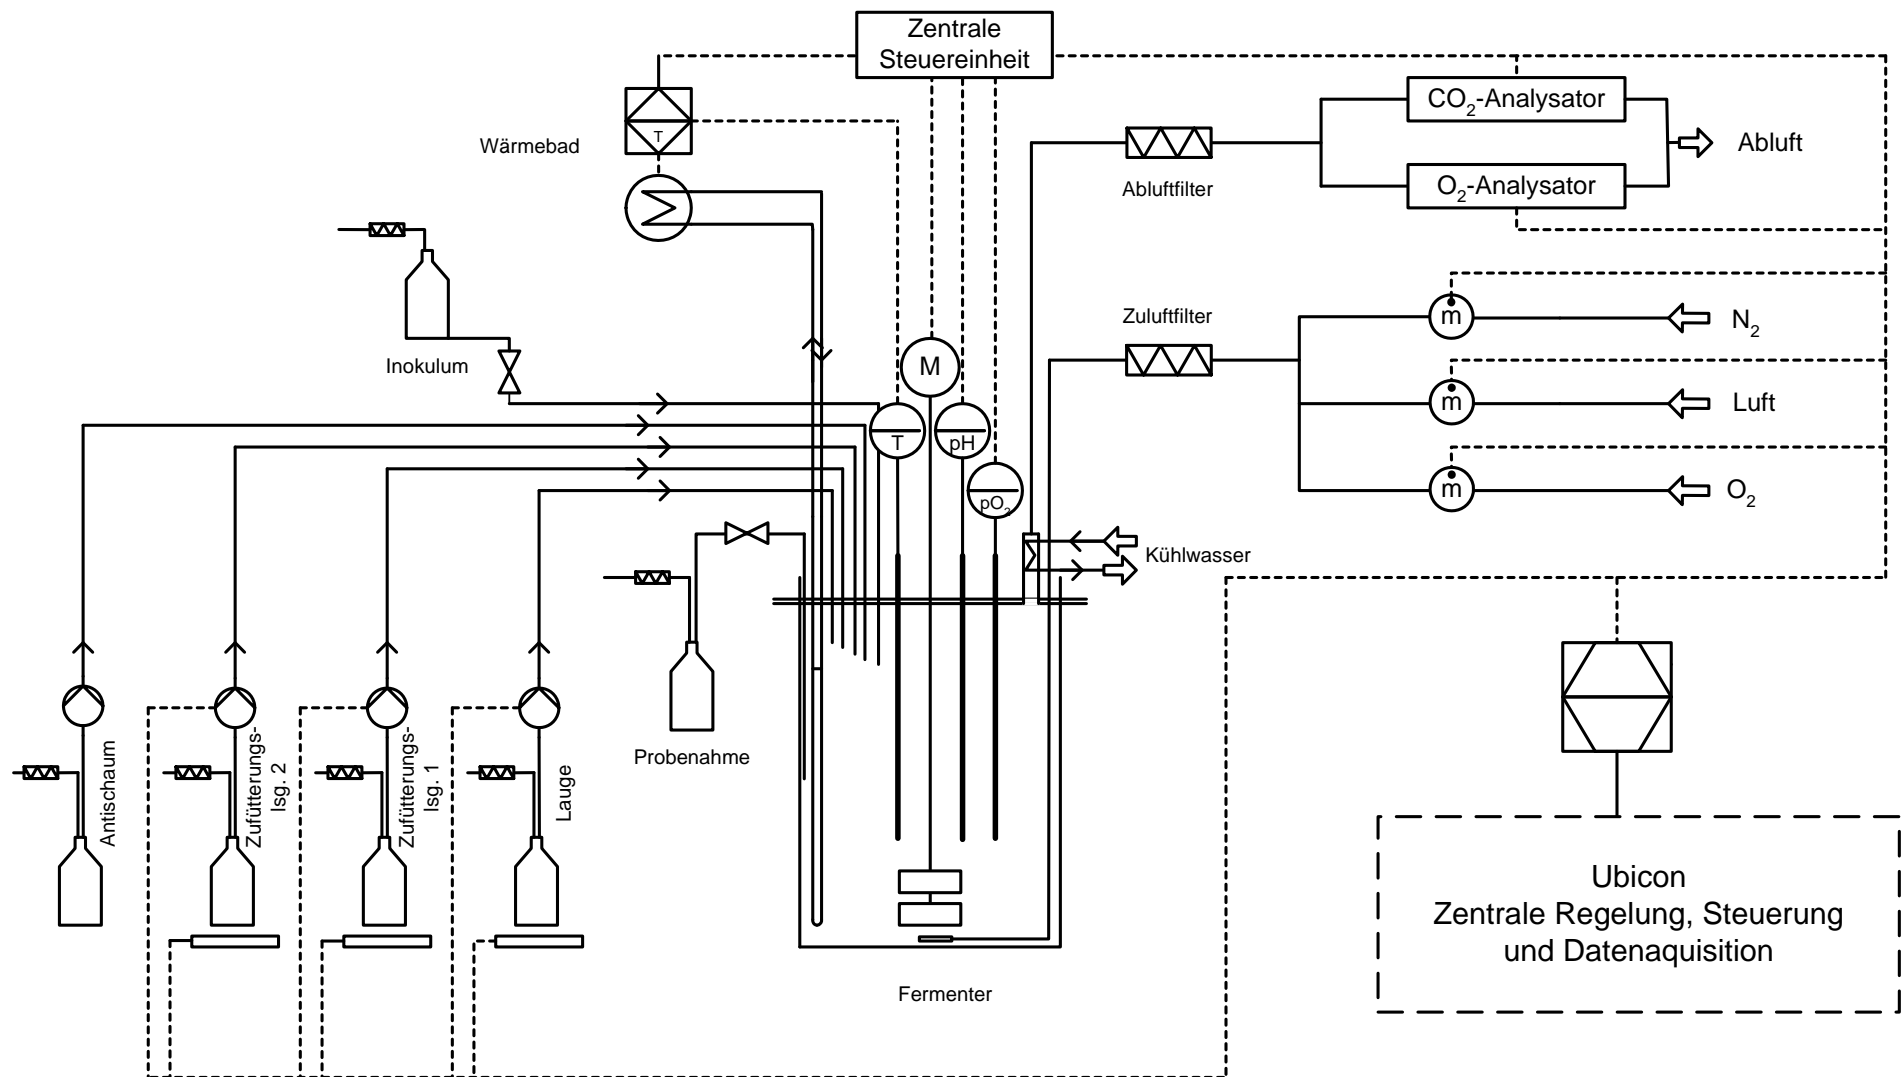 Zentrale
Steuereinheit
CO2-Analysator
Abluft
O2-Analysator
Abluftfilter
T
Wärmebad
Inokulum
Zuluftfilter
m
N2
m
Luft
m
O2
M
T
pH
pO2
Kühlwasser
Probenahme
Antischaum
Zufütterungs-
lsg. 2
Zufütterungs-
lsg. 1
Lauge
Fermenter
Ubicon
Zentrale Regelung, Steuerung
und Datenaquisition